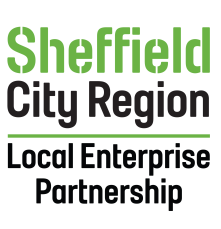 Sheffield
City Region
Local Enterprise
Partnership